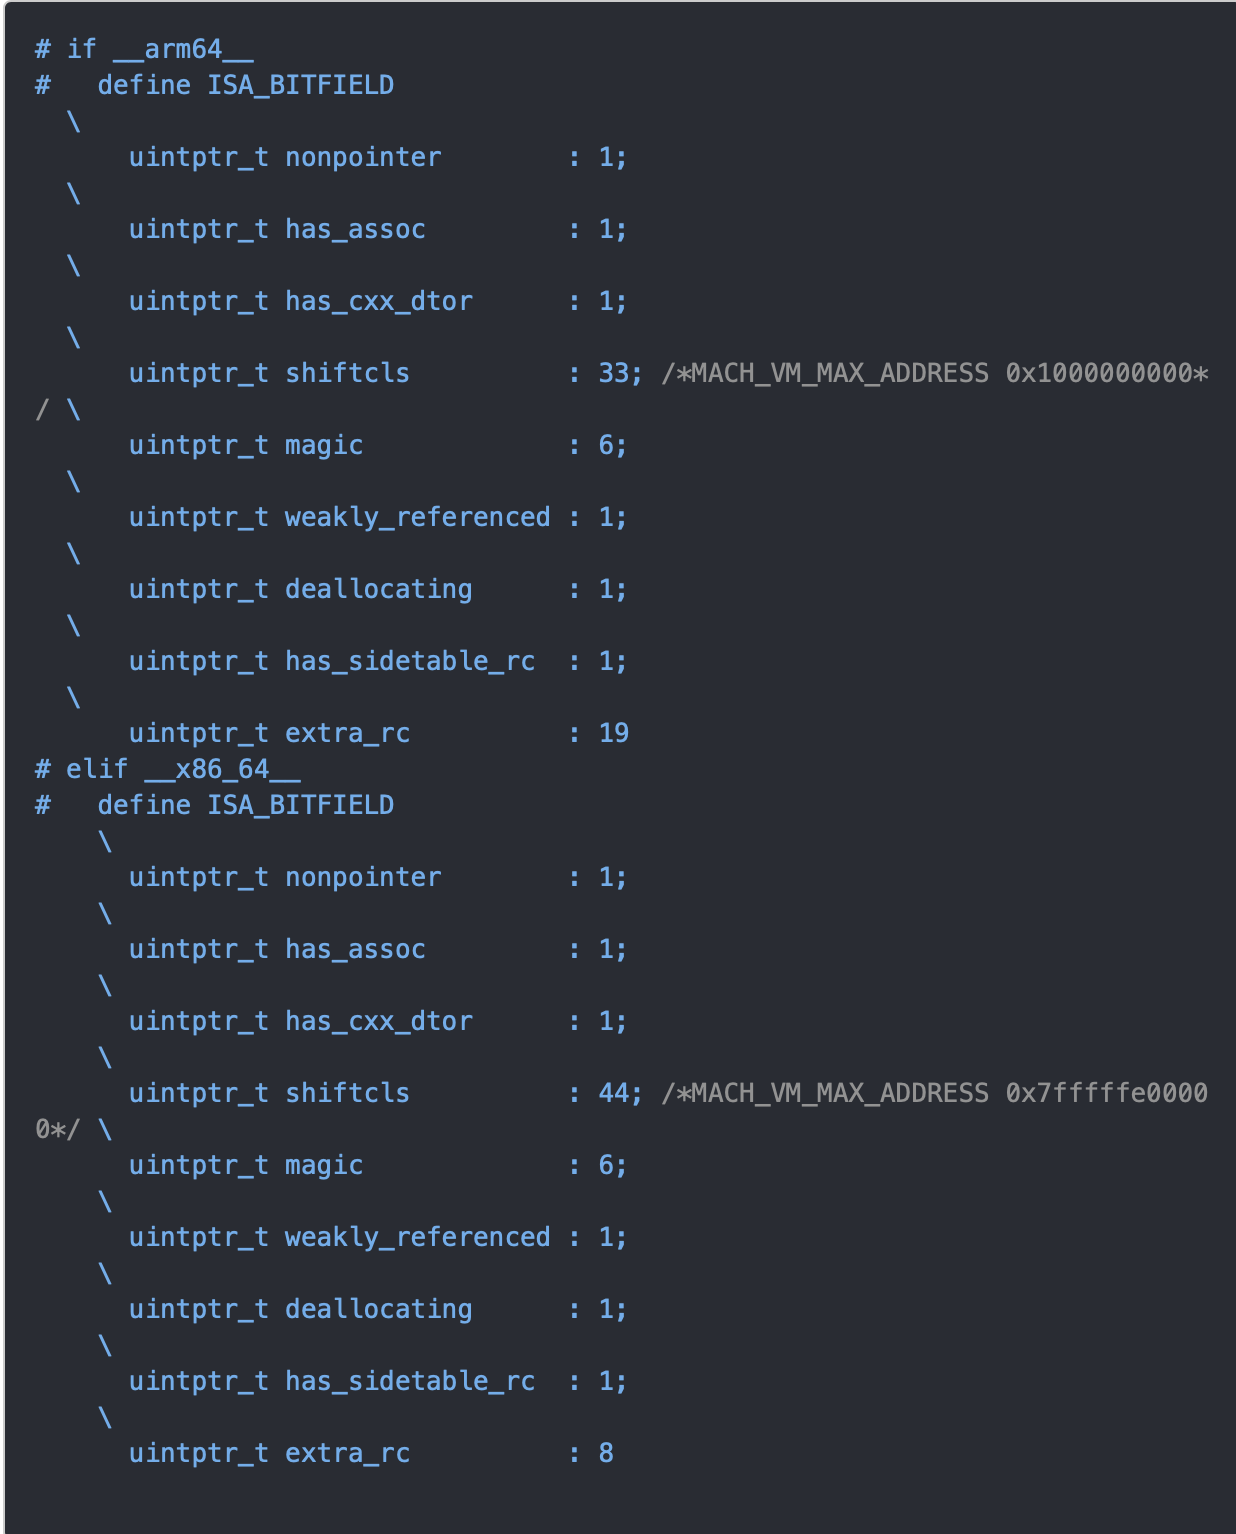 # if __arm64__
#   define ISA_BITFIELD
  \
      uintptr_t nonpointer        : 1;
  \
      uintptr_t has_assoc         : 1;
  \
      uintptr_t has_cxx_dtor      : 1;
  \
      uintptr_t shiftcls          : 33; /*MACH_VM_MAX_ADDRESS 0x1000000000*
/ \
      uintptr_t magic             : 6;
  \
      uintptr_t weakly_referenced : 1;
  \
      uintptr_t deallocating      : 1;
  \
      uintptr_t has_sidetable_rc  : 1;
  \
      uintptr_t extra_rc          : 19
# elif __x86_64__
#   define ISA_BITFIELD
    \
      uintptr_t nonpointer        : 1;
    \
      uintptr_t has_assoc         : 1;
    \
      uintptr_t has_cxx_dtor      : 1;
    \
      uintptr_t shiftcls          : 44; /*MACH_VM_MAX_ADDRESS 0x7fffffe0000
0*/ \
      uintptr_t magic             : 6;
    \
      uintptr_t weakly_referenced : 1;
    \
      uintptr_t deallocating      : 1;
    \
      uintptr_t has_sidetable_rc  : 1;
    \
      uintptr_t extra_rc          : 8